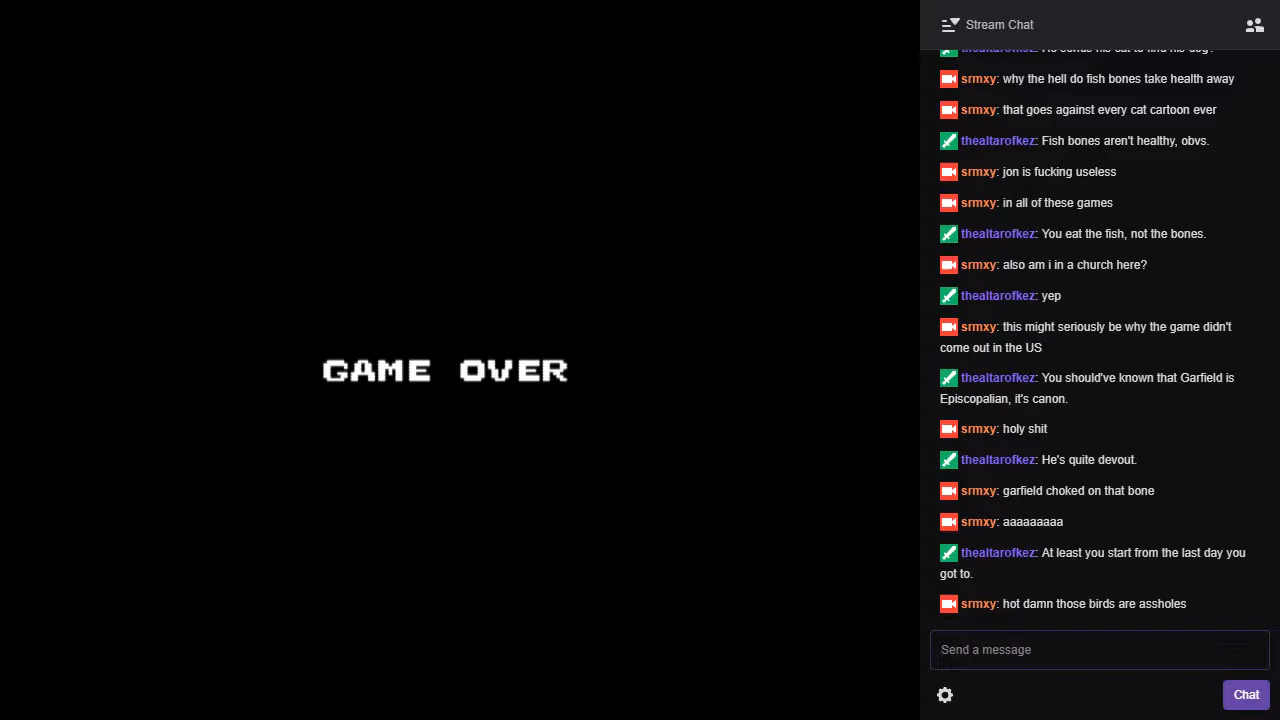 Stream Chat
srmxy: why the hell do fish bones take health away
srmxy: that goes against every cat cartoon ever
thealtarofkez: Fish bones aren't healthy, obvs.
srmxy: jon is fucking useless
srmxy: in all of these games
thealtarofkez: You eat the fish, not the bones.
srmxy: also am i in a church here?
thealtarofkez: yep
srmxy: this might seriously be why the game didn't
come out in the US
thealtarofkez: You should've known that Garfield is
Episcopalian, it's canon.
srmxy: holy shit
thealtarofkez: He's quite devout.
srmxy: garfield choked on that bone
srmxy: aaaaaaaaa
thealtarofkez: At least you start from the last day you
got to.
srmxy: hot damn those birds are assholes
Send a message
Chat
GAME OVER